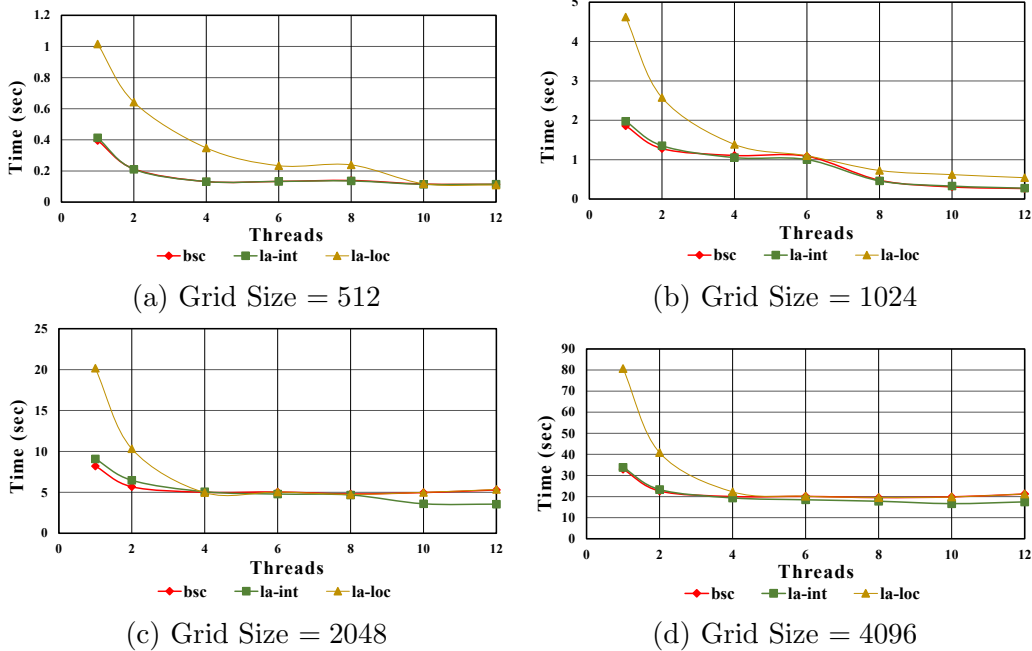 1.2
1
0.8
0.6
0.4
0.2
0
Time (sec)
0 2 4 6 8 10 12
Threads
bsc la-int la-loc
(a) Grid Size = 512
5
4
3
2
1
0
Time (sec)
0 2 4 6 8 10 12
Threads
bsc la-int la-loc
(b) Grid Size = 1024
25
20
15
10
5
0
Time (sec)
0 2 4 6 8 10 12
Threads
bsc la-int la-loc
(c) Grid Size = 2048
90
80
70
60
50
40
30
20
10
0
Time (sec)
0 2 4 6 8 10 12
Threads
bsc la-int la-loc
(d) Grid Size = 4096